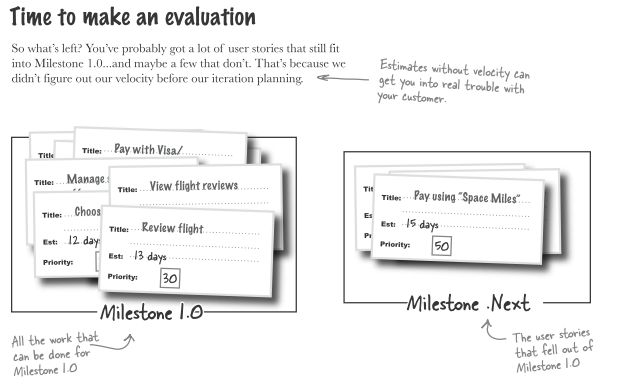 Time to make an evaluation
So what's left? You've probably got a lot of user stories that still fit
into Milestone 1.0...and maybe a few that don't. That's because we
didn't figure out our velocity before our iteration planning.
Estimates without velocity can
get you into real trouble with
your customer.
Title: Pay with Visa/
Title:
Title: Manage
Title: View flight reviews
Title: Choos
Est: 12 days
Priority:
Title: Review flight
Est: 13 days
Priority: 30
Milestone 1.0
All the work that
can be done for
Milestone 1.0
Title: Pay using "Space Miles"
Est: 15 days
Priority: 50
Milestone .Next
The user stories
that fell out of
Milestone 1.0